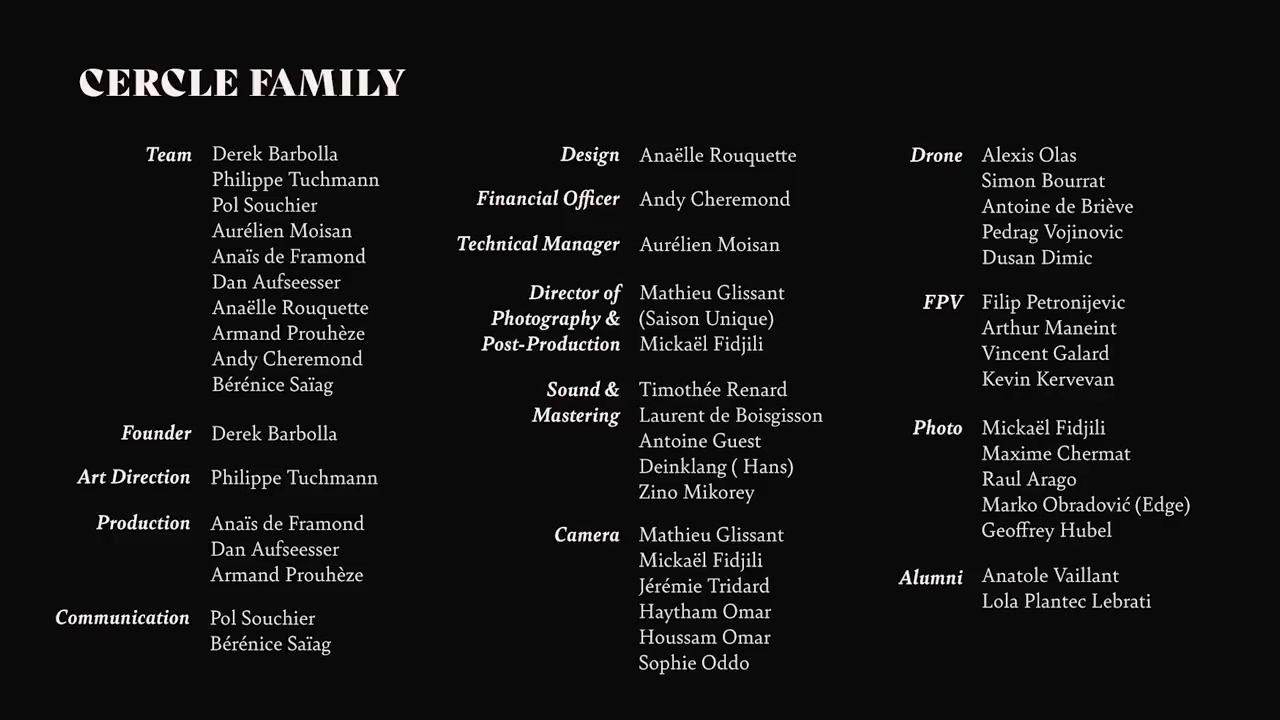 CERCLE FAMILY
Team Derek Barbolla
Philippe Tuchmann
Pol Souchier
Aurélien Moisan
Anaïs de Framond
Dan Aufseesser
Anaëlle Rouquette
Armand Prouhèze
Andy Cheremond
Bérénice Saïag
Founder Derek Barbolla
Art Direction Philippe Tuchmann
Production Anaïs de Framond
Dan Aufseesser
Armand Prouhèze
Communication Pol Souchier
Bérénice Saïag
Design Anaëlle Rouquette
Financial Officer Andy Cheremond
Technical Manager Aurélien Moisan
Director of Mathieu Glissant
Photography & (Saison Unique)
Post-Production Mickaël Fidjili
Sound & Timothée Renard
Mastering Laurent de Boisgisson
Antoine Guest
Deinklang ( Hans)
Zino Mikorey
Camera Mathieu Glissant
Mickaël Fidjili
Jérémie Tridard
Haytham Omar
Houssam Omar
Sophie Oddo
Drone Alexis Olas
Simon Bourrat
Antoine de Briève
Pedrag Vojinovic
Dusan Dimic
FPV Filip Petronijevic
Arthur Maneint
Vincent Galard
Kevin Kervevan
Photo Mickaël Fidjili
Maxime Chermat
Raul Arago
Marko Obradović (Edge)
Geoffrey Hubel
Alumni Anatole Vaillant
Lola Plantec Lebrati